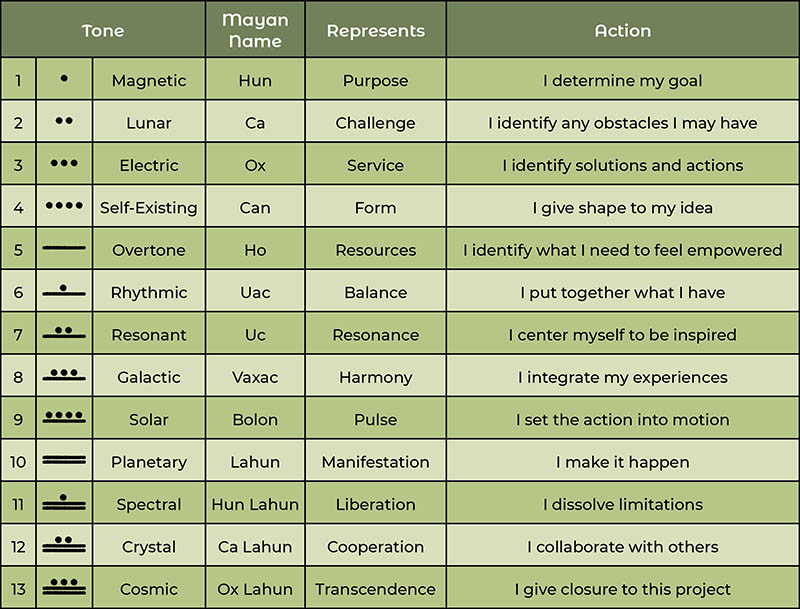 Tone Mayan Name Represents Action
1 Magnetic Hun Purpose I determine my goal
2 Lunar Ca Challenge I identify any obstacles I may have
3 Electric Ox Service I identify solutions and actions
4 Self-Existing Can Form I give shape to my idea
5 Overtone Ho Resources I identify what I need to feel empowered
6 Rhythmic Uac Balance I put together what I have
7 Resonant Uc Resonance I center myself to be inspired
8 Galactic Vaxac Harmony I integrate my experiences
9 Solar Bolon Pulse I set the action into motion
10 Planetary Lahun Manifestation I make it happen
11 Spectral Hun Lahun Liberation I dissolve limitations
12 Crystal Ca Lahun Cooperation I collaborate with others
13 Cosmic Ox Lahun Transcendence I give closure to this project